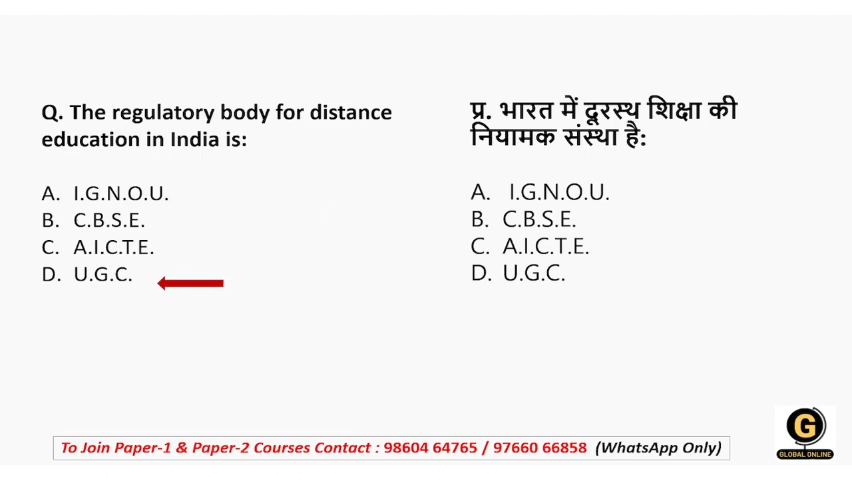 Q. The regulatory body for distance
education in India is:
A. I.G.N.O.U.
B. C.B.S.E.
C. A.I.C.T.E.
D. U.G.C.
प्र. भारत में दूरस्थ शिक्षा की
नियामक संस्था है:
A. I.G.N.O.U.
B. C.B.S.E.
C. A.I.C.T.E.
D. U.G.C.
To Join Paper-1 & Paper-2 Courses Contact : 98604 64765 / 97660 66858 (WhatsApp Only)
G
GLOBAL ONLINE